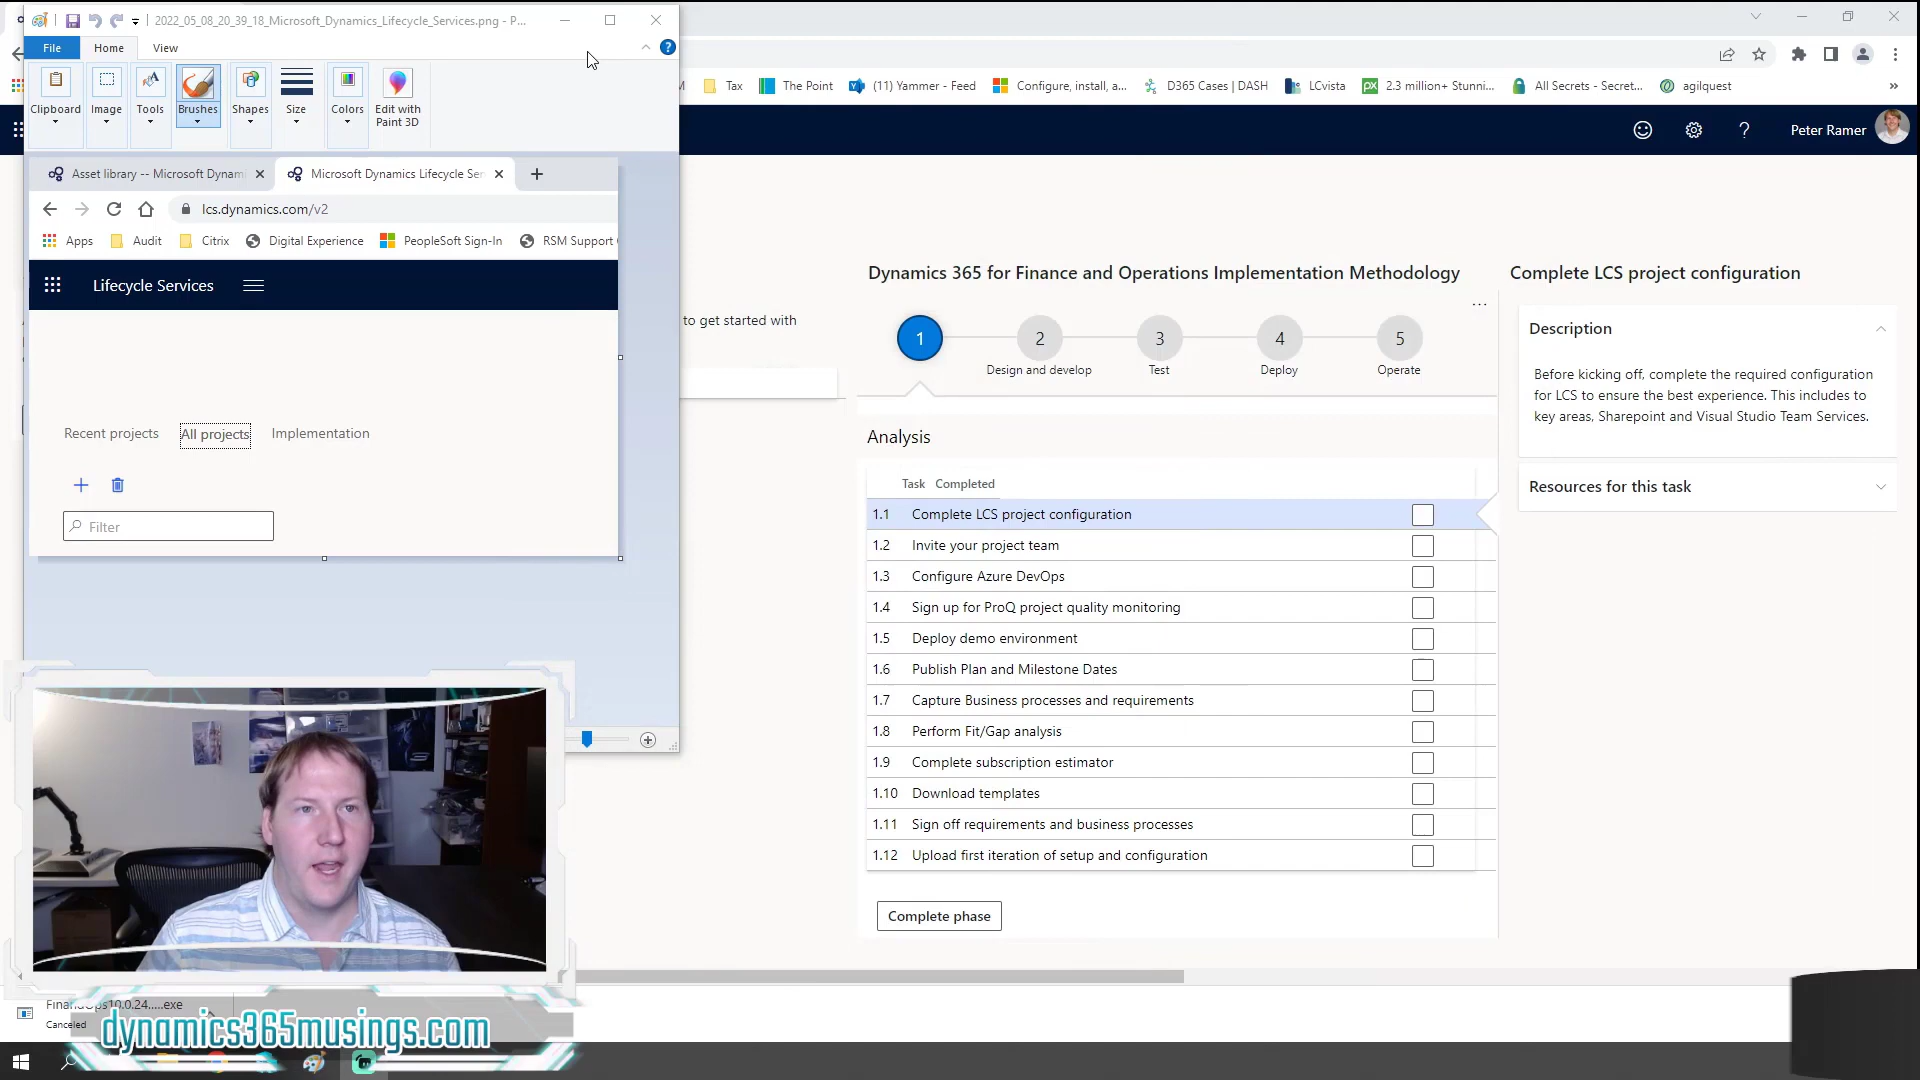 2022_05_08_20_39_18_Microsoft_Dynamics_Lifecycle_Services.png - P...
File
Home
View
Clipboard
Image
Tools
Brushes
Shapes
Size
Colors
Edit with
Paint 3D
Tax
The Point
(11) Yammer - Feed
Configure, install, a...
D365 Cases | DASH
LCvista
2.3 million+ Stunni...
All Secrets - Secret...
agilquest
»
Peter Ramer
Asset library -- Microsoft Dynam
Microsoft Dynamics Lifecycle Ser
lcs.dynamics.com/v2
Apps
Audit
Citrix
Digital Experience
PeopleSoft Sign-In
RSM Support
Lifecycle Services
Recent projects
All projects
Implementation
Filter
to get started with
Dynamics 365 for Finance and Operations Implementation Methodology
...
1
2
3
4
5
Design and develop
Test
Deploy
Operate
Analysis
Task
Completed
1.1 Complete LCS project configuration
1.2 Invite your project team
1.3 Configure Azure DevOps
1.4 Sign up for ProQ project quality monitoring
1.5 Deploy demo environment
1.6 Publish Plan and Milestone Dates
1.7 Capture Business processes and requirements
1.8 Perform Fit/Gap analysis
1.9 Complete subscription estimator
1.10 Download templates
1.11 Sign off requirements and business processes
1.12 Upload first iteration of setup and configuration
Complete phase
Complete LCS project configuration
Description
Before kicking off, complete the required configuration
for LCS to ensure the best experience. This includes to
key areas, Sharepoint and Visual Studio Team Services.
Resources for this task
Canceled
dynamics365musings.com